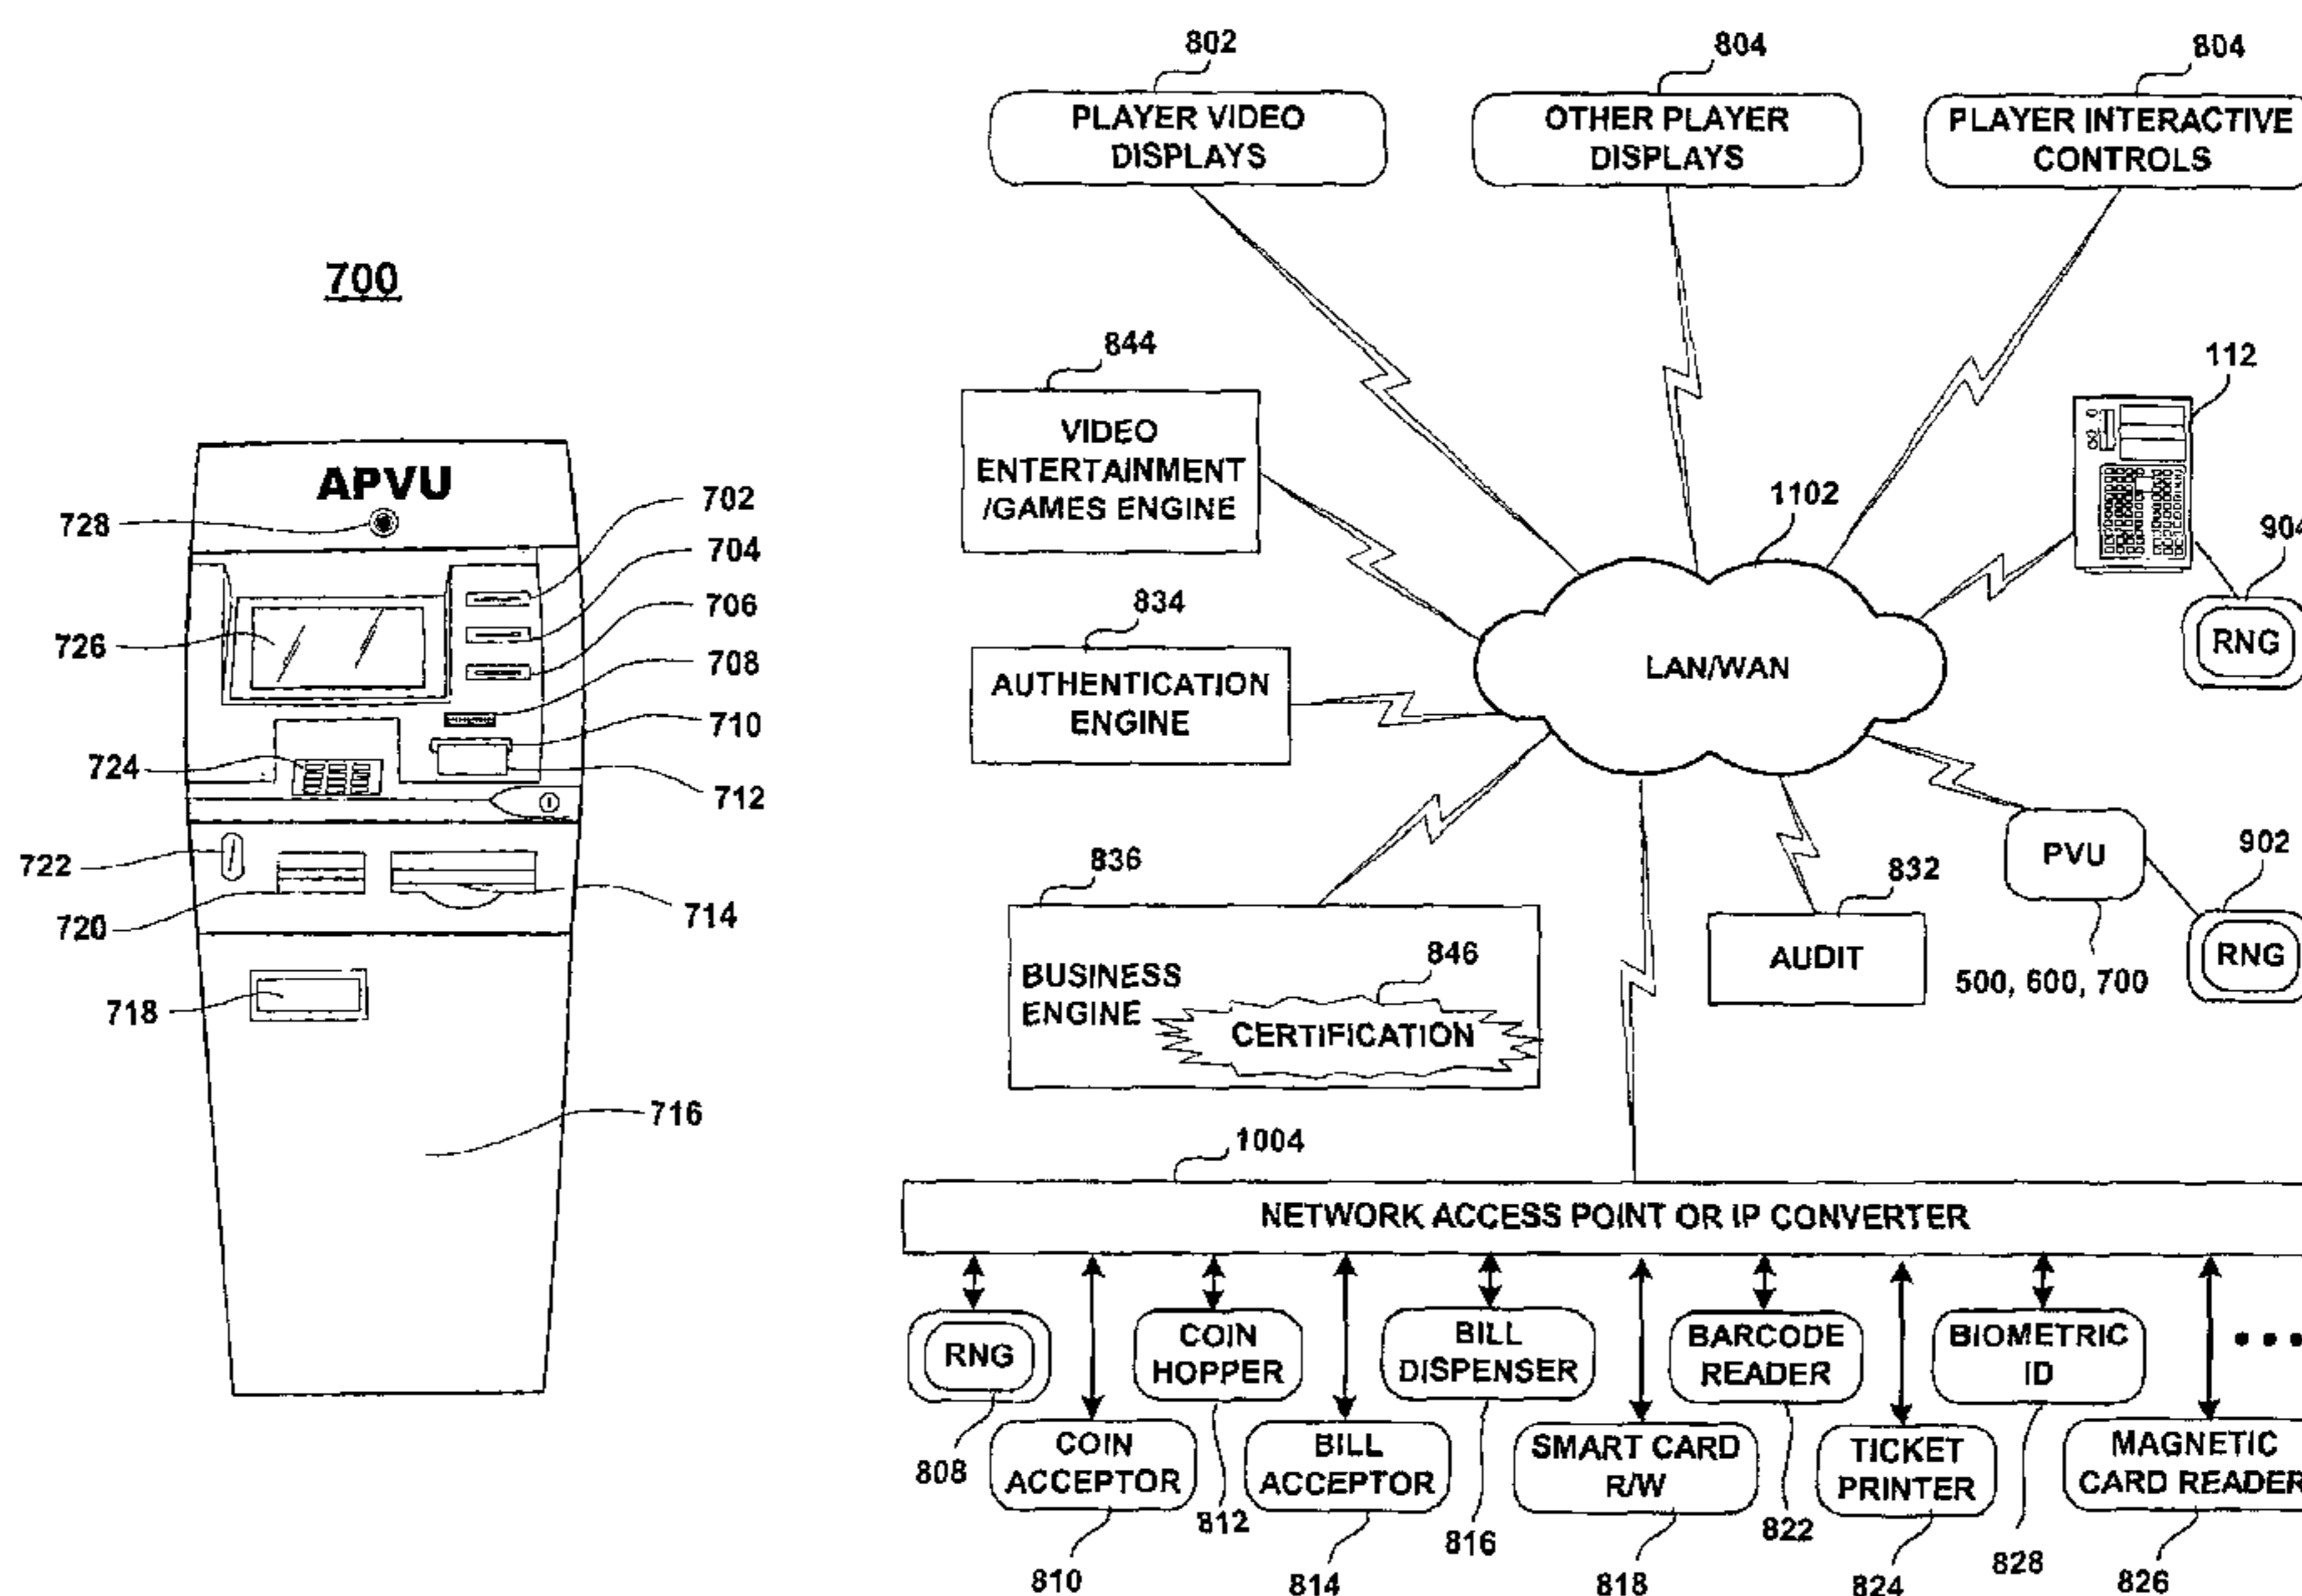 700
APVU
728
702
704
706
726
708
710
724
712
722
720
714
718
716
802
804
804
PLAYER VIDEO
DISPLAYS
OTHER PLAYER
DISPLAYS
PLAYER INTERACTIVE
CONTROLS
844
112
VIDEO
ENTERTAINMENT
/GAMES ENGINE
1102
904
RNG
834
AUTHENTICATION
ENGINE
LAN/WAN
836
BUSINESS
ENGINE
846
CERTIFICATION
832
AUDIT
PVU
500, 600, 700
902
RNG
1004
NETWORK ACCESS POINT OR IP CONVERTER
RNG
COIN
HOPPER
BILL
DISPENSER
BARCODE
READER
BIOMETRIC
ID
COIN
ACCEPTOR
BILL
ACCEPTOR
SMART CARD
R/W
TICKET
PRINTER
MAGNETIC
CARD READER
808
812
816
822
828
810
814
818
824
826